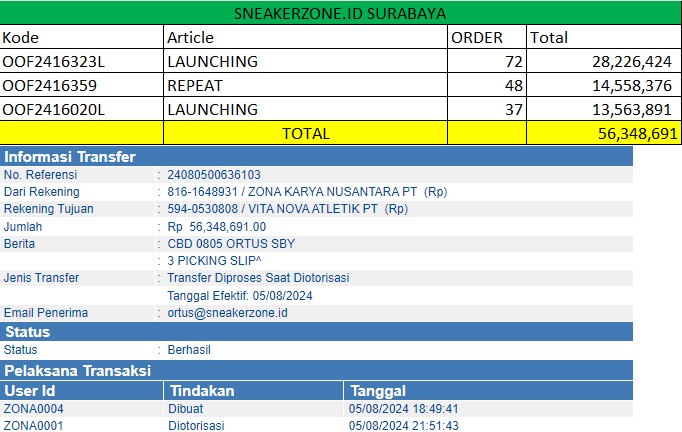 SNEAKERZONE.ID SURABAYA
Kode Article ORDER Total
OOF2416323L LAUNCHING 72 28,226,424
OOF2416359 REPEAT 48 14,558,376
OOF2416020L LAUNCHING 37 13,563,891
TOTAL 56,348,691
Informasi Transfer
No. Referensi : 24080500636103
Dari Rekening : 816-1648931 / ZONA KARYA NUSANTARA PT (Rp)
Rekening Tujuan : 594-0530808 / VITA NOVA ATLETIK PT (Rp)
Jumlah : Rp 56,348,691.00
Berita : CBD 0805 ORTUS SBY
: 3 PICKING SLIP^
Jenis Transfer : Transfer Diproses Saat Diotorisasi
Tanggal Efektif: 05/08/2024
Email Penerima : ortus@sneakerzone.id
Status
Status : Berhasil
Pelaksana Transaksi
User Id Tindakan Tanggal
ZONA0004 Dibuat 05/08/2024 18:49:41
ZONA0001 Diotorisasi 05/08/2024 21:51:43